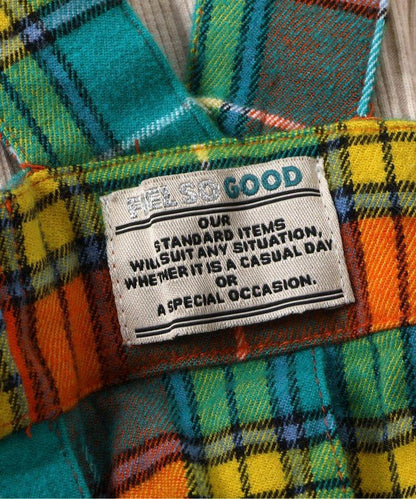 FEEL SO GOOD
OUR
STANDARD ITEMS
WILL SUIT ANY SITUATION,
WHETHER IT IS A CASUAL DAY
OR
A SPECIAL OCCASION.